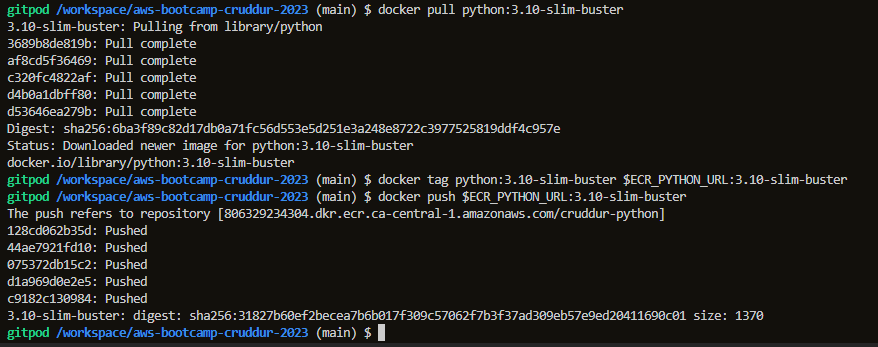 gitpod /workspace/aws-bootcamp-cruddur-2023 (main) $ docker pull python:3.10-slim-buster
3.10-slim-buster: Pulling from library/python
3689b8de819b: Pull complete
af8cd5f36469: Pull complete
c320fc4822af: Pull complete
d4b0a1dbff80: Pull complete
d53646ea279b: Pull complete
Digest: sha256:6ba3f89c82d17db0a71fc56d553e5d251e3a248e8722c3977525819ddf4c957e
Status: Downloaded newer image for python:3.10-slim-buster
docker.io/library/python:3.10-slim-buster
gitpod /workspace/aws-bootcamp-cruddur-2023 (main) $ docker tag python:3.10-slim-buster $ECR_PYTHON_URL:3.10-slim-buster
gitpod /workspace/aws-bootcamp-cruddur-2023 (main) $ docker push $ECR_PYTHON_URL:3.10-slim-buster
The push refers to repository [806329234304.dkr.ecr.ca-central-1.amazonaws.com/cruddur-python]
128cd062b35d: Pushed
44ae7921fd10: Pushed
075372db15c2: Pushed
d1a969d0e2e5: Pushed
c9182c130984: Pushed
3.10-slim-buster: digest: sha256:31827b60ef2becea7b6b017f309c57062f7b3f37ad309eb57e9ed20411690c01 size: 1370
gitpod /workspace/aws-bootcamp-cruddur-2023 (main) $